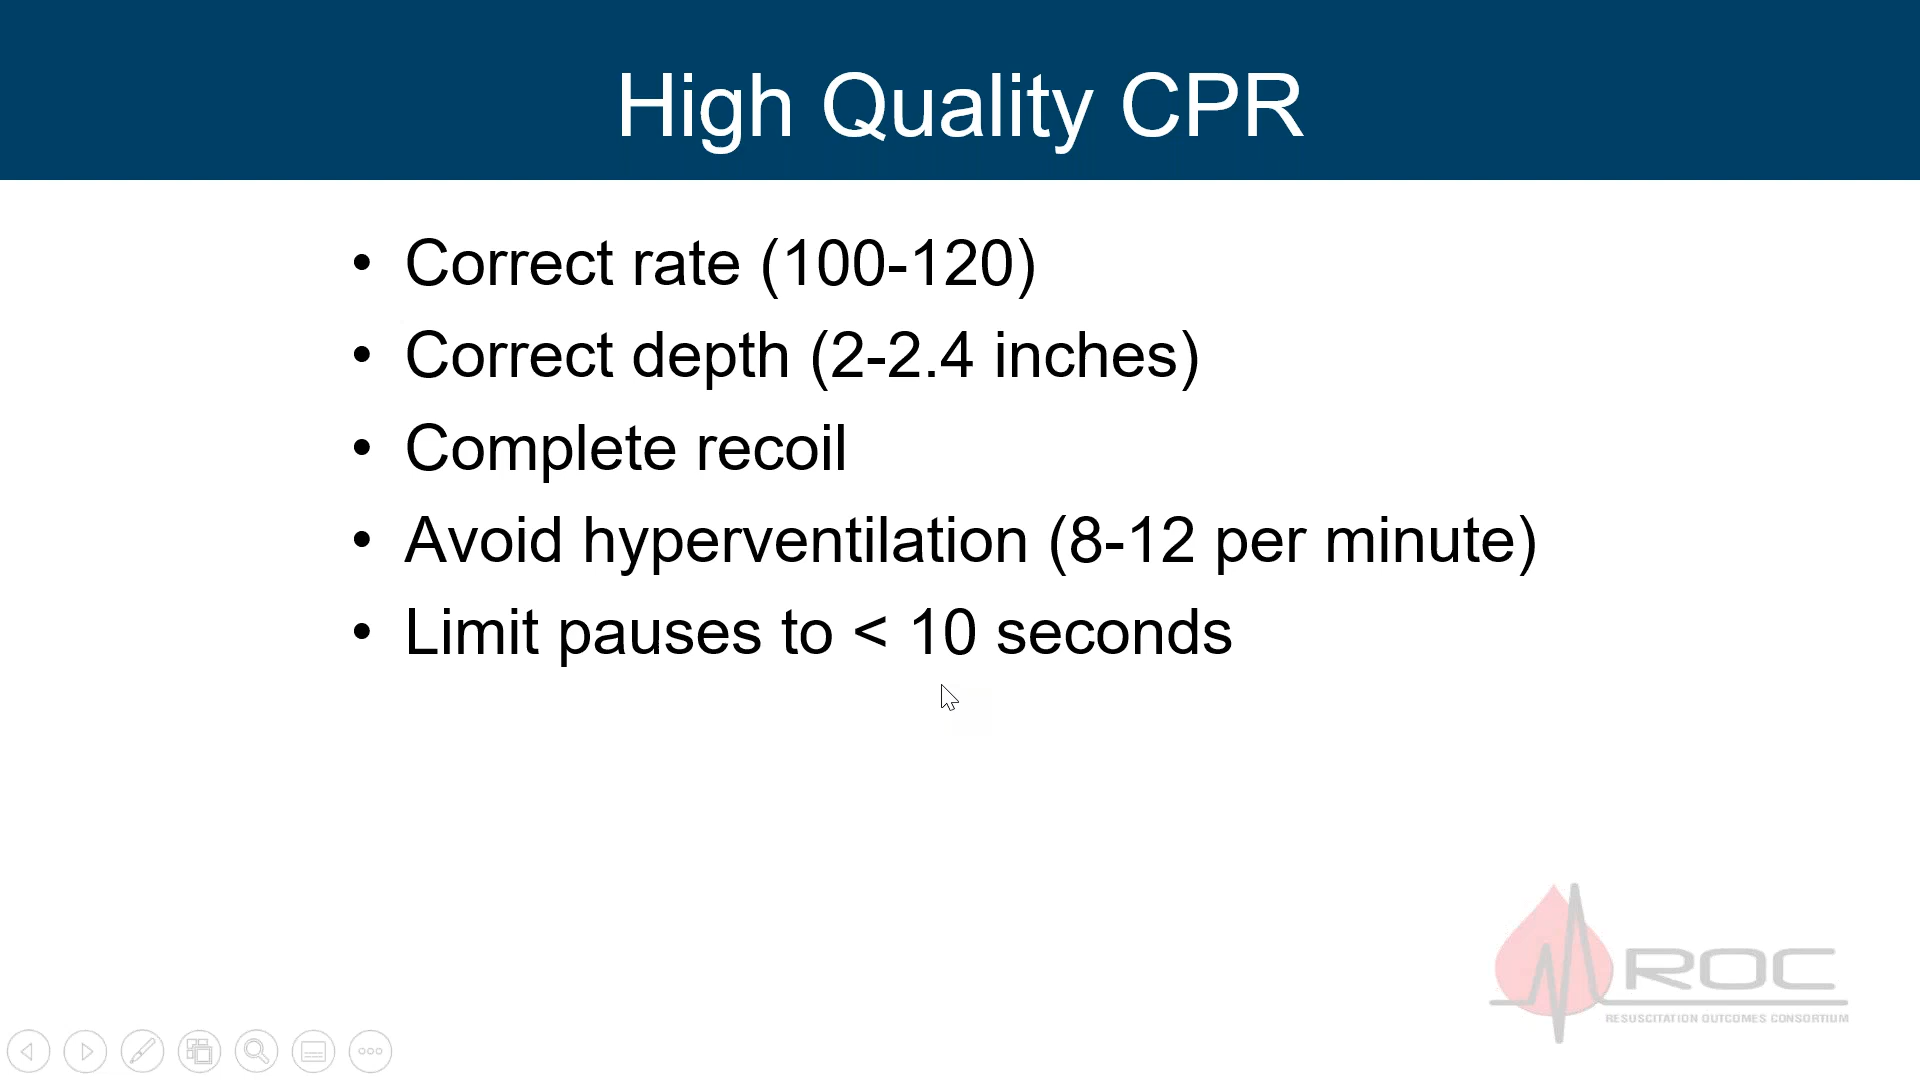 High Quality CPR
• Correct rate (100-120)
• Correct depth (2-2.4 inches)
• Complete recoil
• Avoid hyperventilation (8-12 per minute)
• Limit pauses to < 10 seconds
ROC
RESUSCITATION OUTCOMES CONSORTIUM